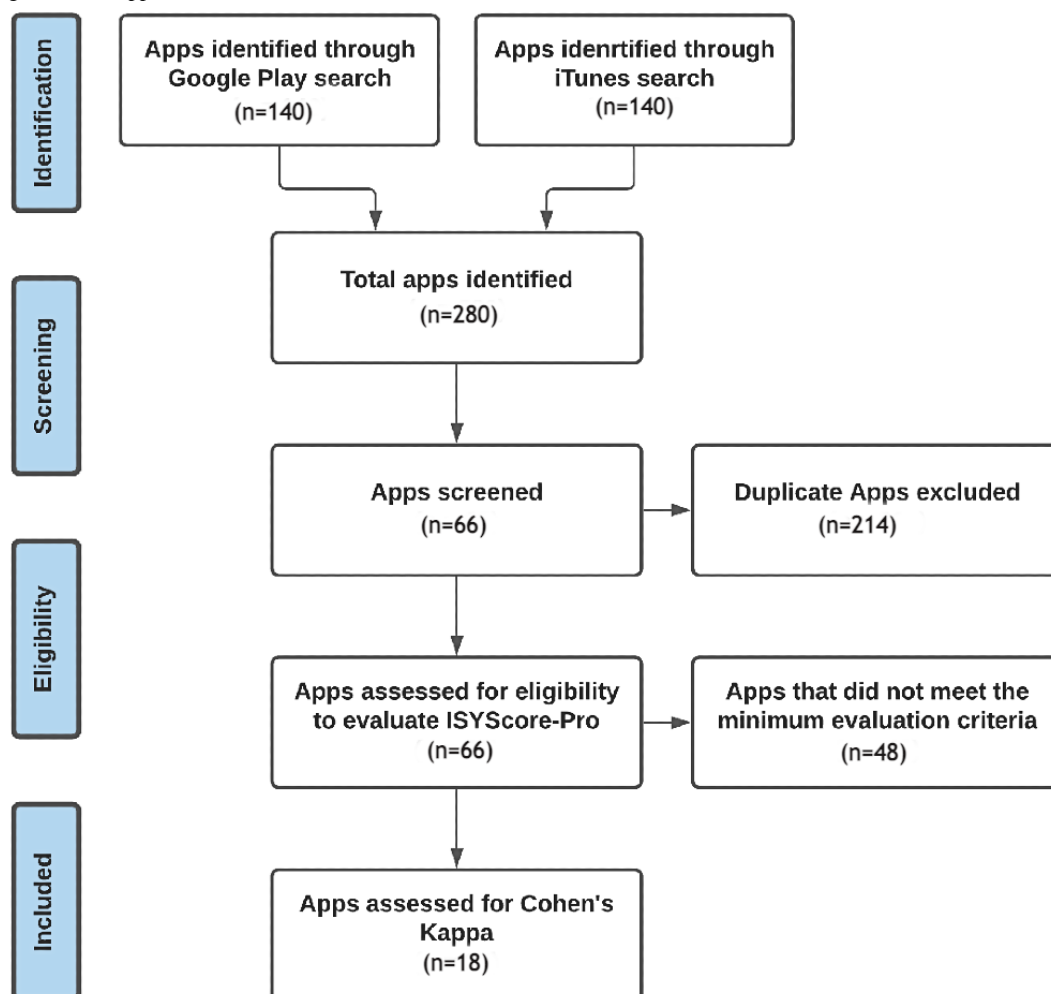 Identification
Apps identified through
Google Play search
(n=140)
Apps idenrtified through
iTunes search
(n=140)
Screening
Total apps identified
(n=280)
Apps screened
(n=66)
Duplicate Apps excluded
(n=214)
Eligibility
Apps assessed for eligibility
to evaluate ISYScore-Pro
(n=66)
Apps that did not meet the
minimum evaluation criteria
(n=48)
Included
Apps assessed for Cohen's
Kappa
(n=18)